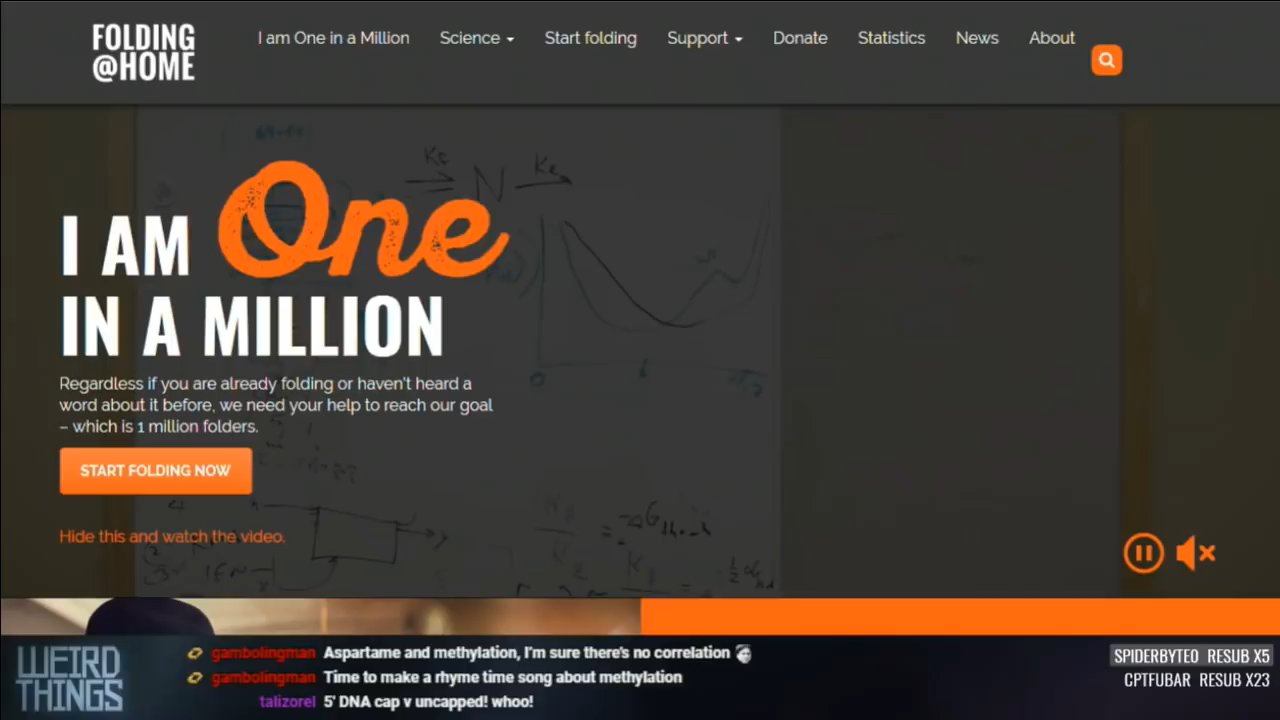 FOLDING
@HOME
I am One in a Million
Science
Start folding
Support
Donate
Statistics
News
About
I AM One
IN A MILLION
Regardless if you are already folding or haven't heard a
word about it before, we need your help to reach our goal
– which is 1 million folders.
START FOLDING NOW
Hide this and watch the video.
WEIRD
THINGS
gambolingman Aspartame and methylation, I'm sure there's no correlation
gambolingman Time to make a rhyme time song about methylation
talizorel 5' DNA cap v uncapped! whoo!
SPIDERBYTE0 RESUB X5
CPTFUBAR RESUB X23